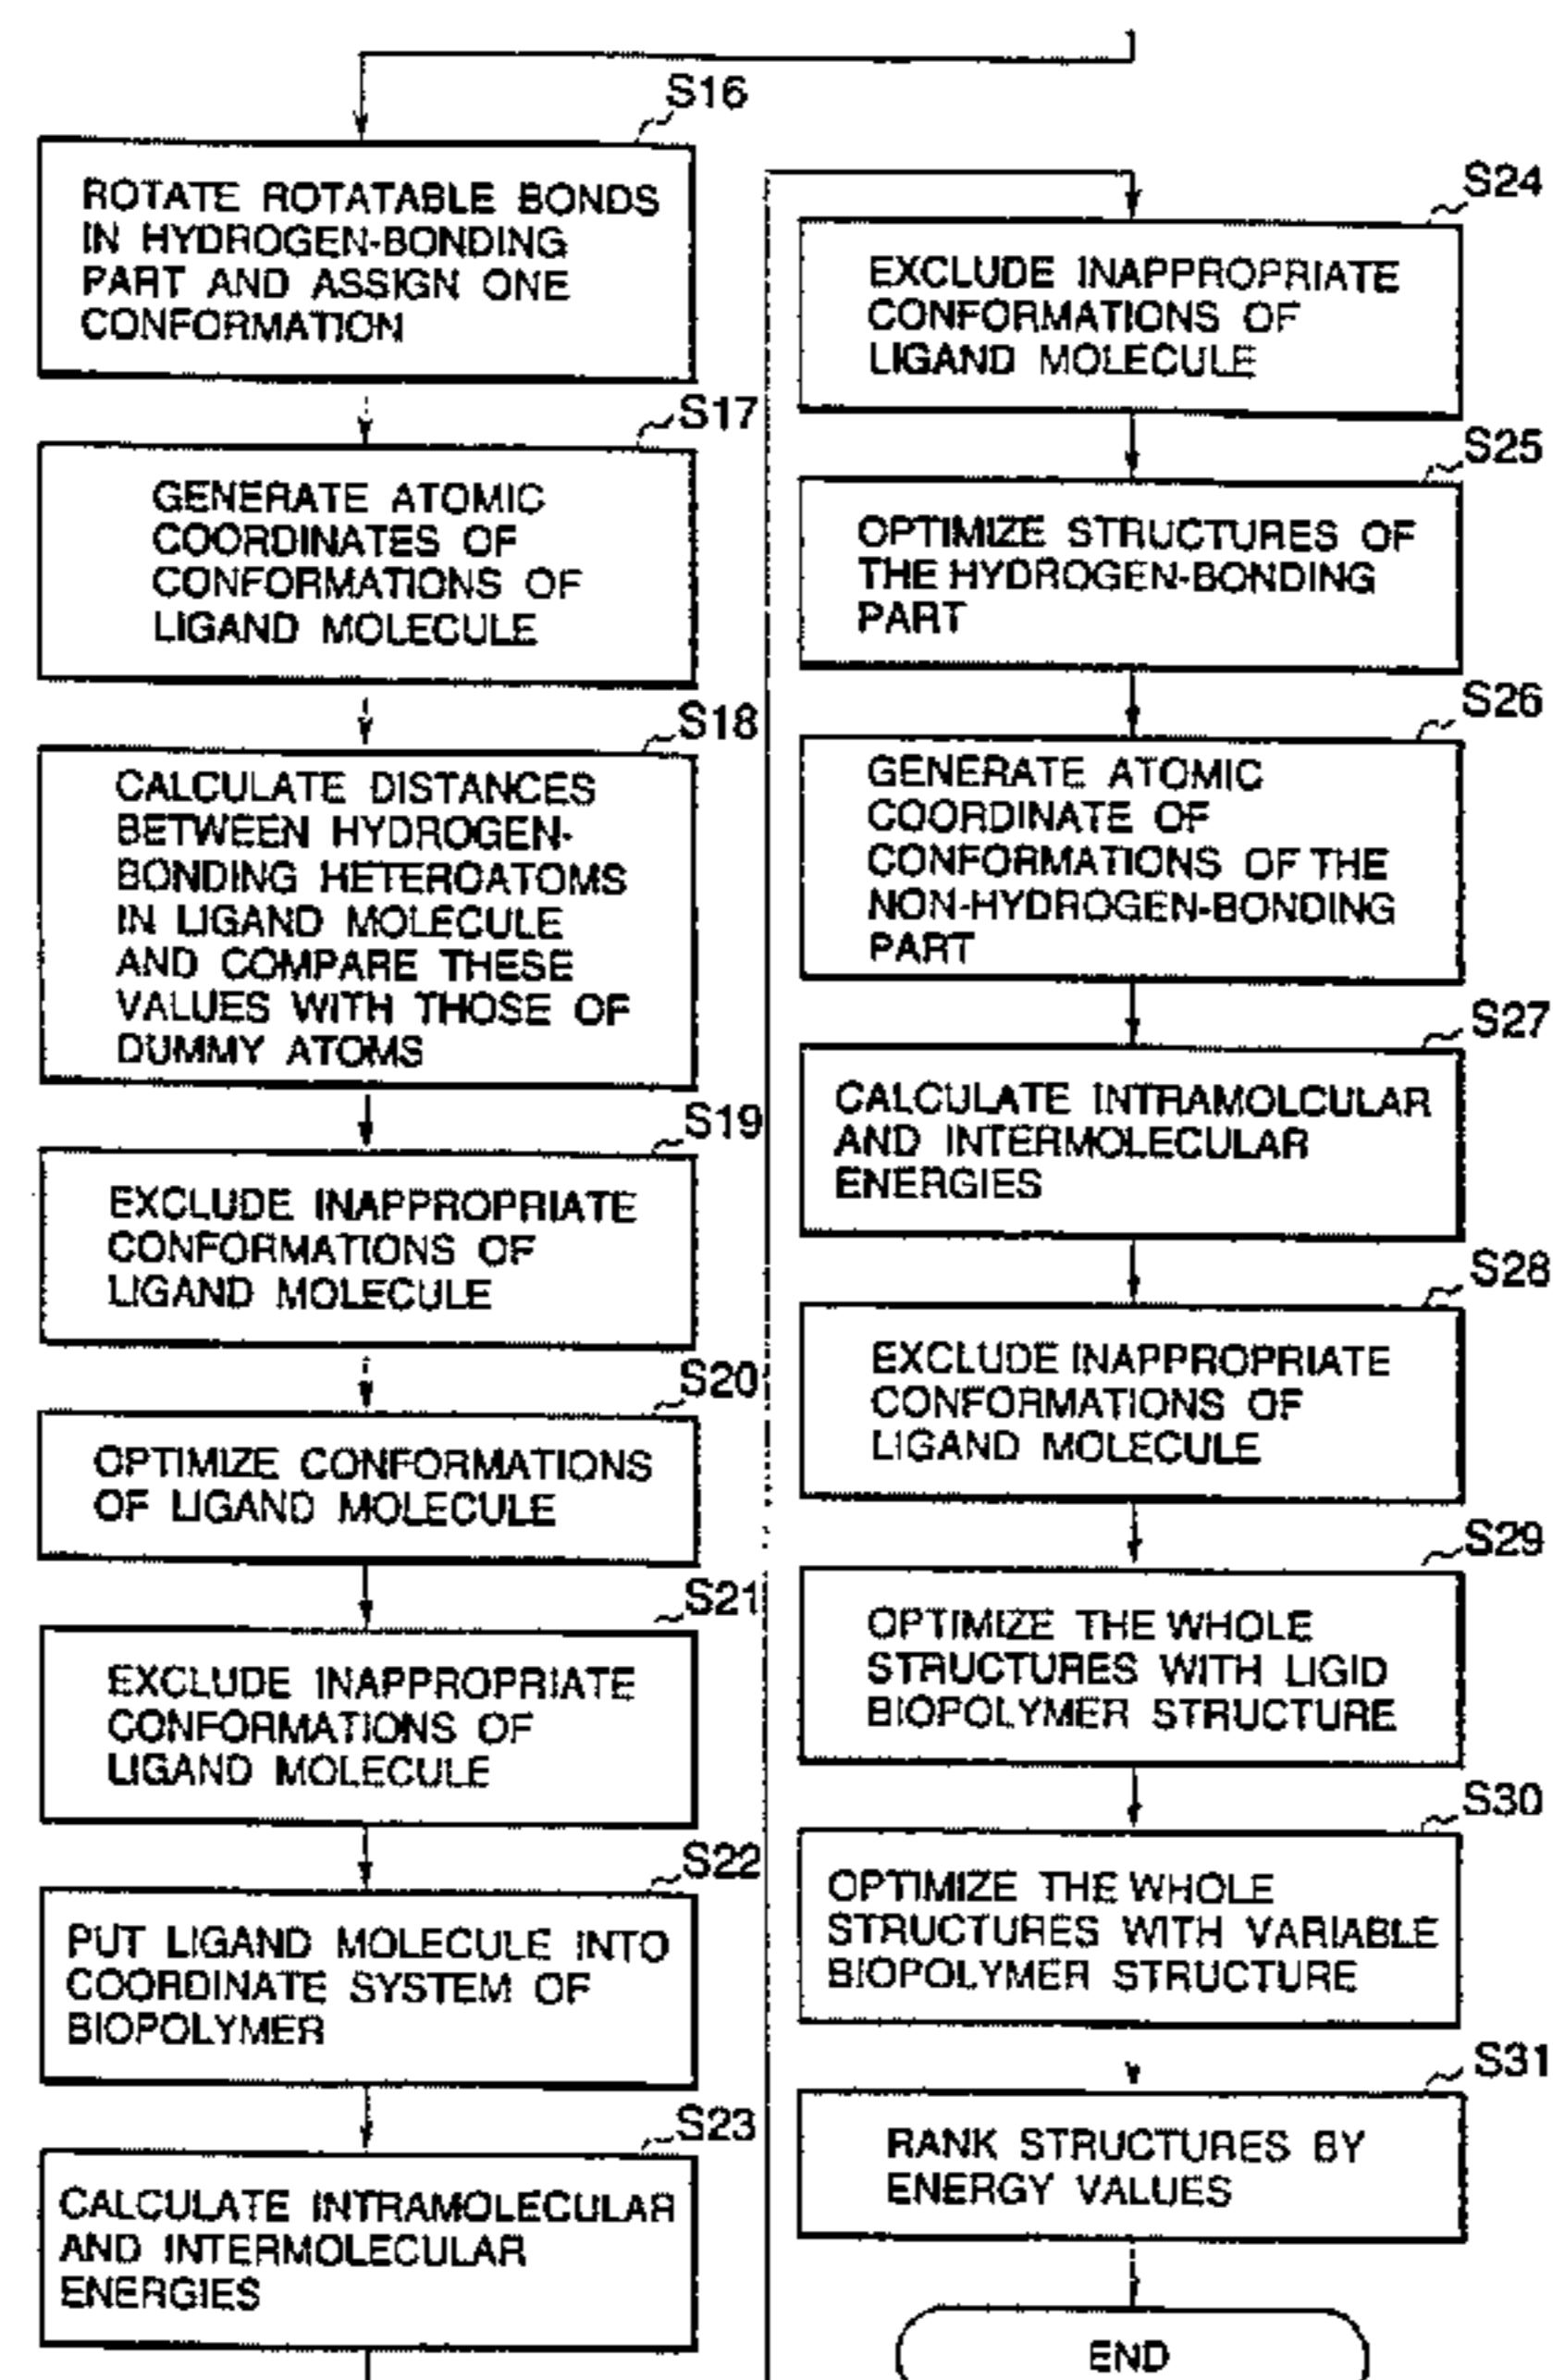 S16
ROTATE ROTATABLE BONDS
IN HYDROGEN-BONDING
PART AND ASSIGN ONE
CONFORMATION
S17
GENERATE ATOMIC
COORDINATES OF
CONFORMATIONS OF
LIGAND MOLECULE
S18
CALCULATE DISTANCES
BETWEEN HYDROGEN-
BONDING HETEROATOMS
IN LIGAND MOLECULE
AND COMPARE THESE
VALUES WITH THOSE OF
DUMMY ATOMS
S19
EXCLUDE INAPPROPRIATE
CONFORMATIONS OF
LIGAND MOLECULE
S20
OPTIMIZE CONFORMATIONS
OF LIGAND MOLECULE
S21
EXCLUDE INAPPROPRIATE
CONFORMATIONS OF
LIGAND MOLECULE
S22
PUT LIGAND MOLECULE INTO
COORDINATE SYSTEM OF
BIOPOLYMER
S23
CALCULATE INTRAMOLECULAR
AND INTERMOLECULAR
ENERGIES
S24
EXCLUDE INAPPROPRIATE
CONFORMATIONS OF
LIGAND MOLECULE
S25
OPTIMIZE STRUCTURES OF
THE HYDROGEN-BONDING
PART
S26
GENERATE ATOMIC
COORDINATE OF
CONFORMATIONS OF THE
NON-HYDROGEN-BONDING
PART
S27
CALCULATE INTRAMOLCULAR
AND INTERMOLECULAR
ENERGIES
S28
EXCLUDE INAPPROPRIATE
CONFORMATIONS OF
LIGAND MOLECULE
S29
OPTIMIZE THE WHOLE
STRUCTURES WITH LIGID
BIOPOLYMER STRUCTURE
S30
OPTIMIZE THE WHOLE
STRUCTURES WITH VARIABLE
BIOPOLYMER STRUCTURE
S31
RANK STRUCTURES BY
ENERGY VALUES
END